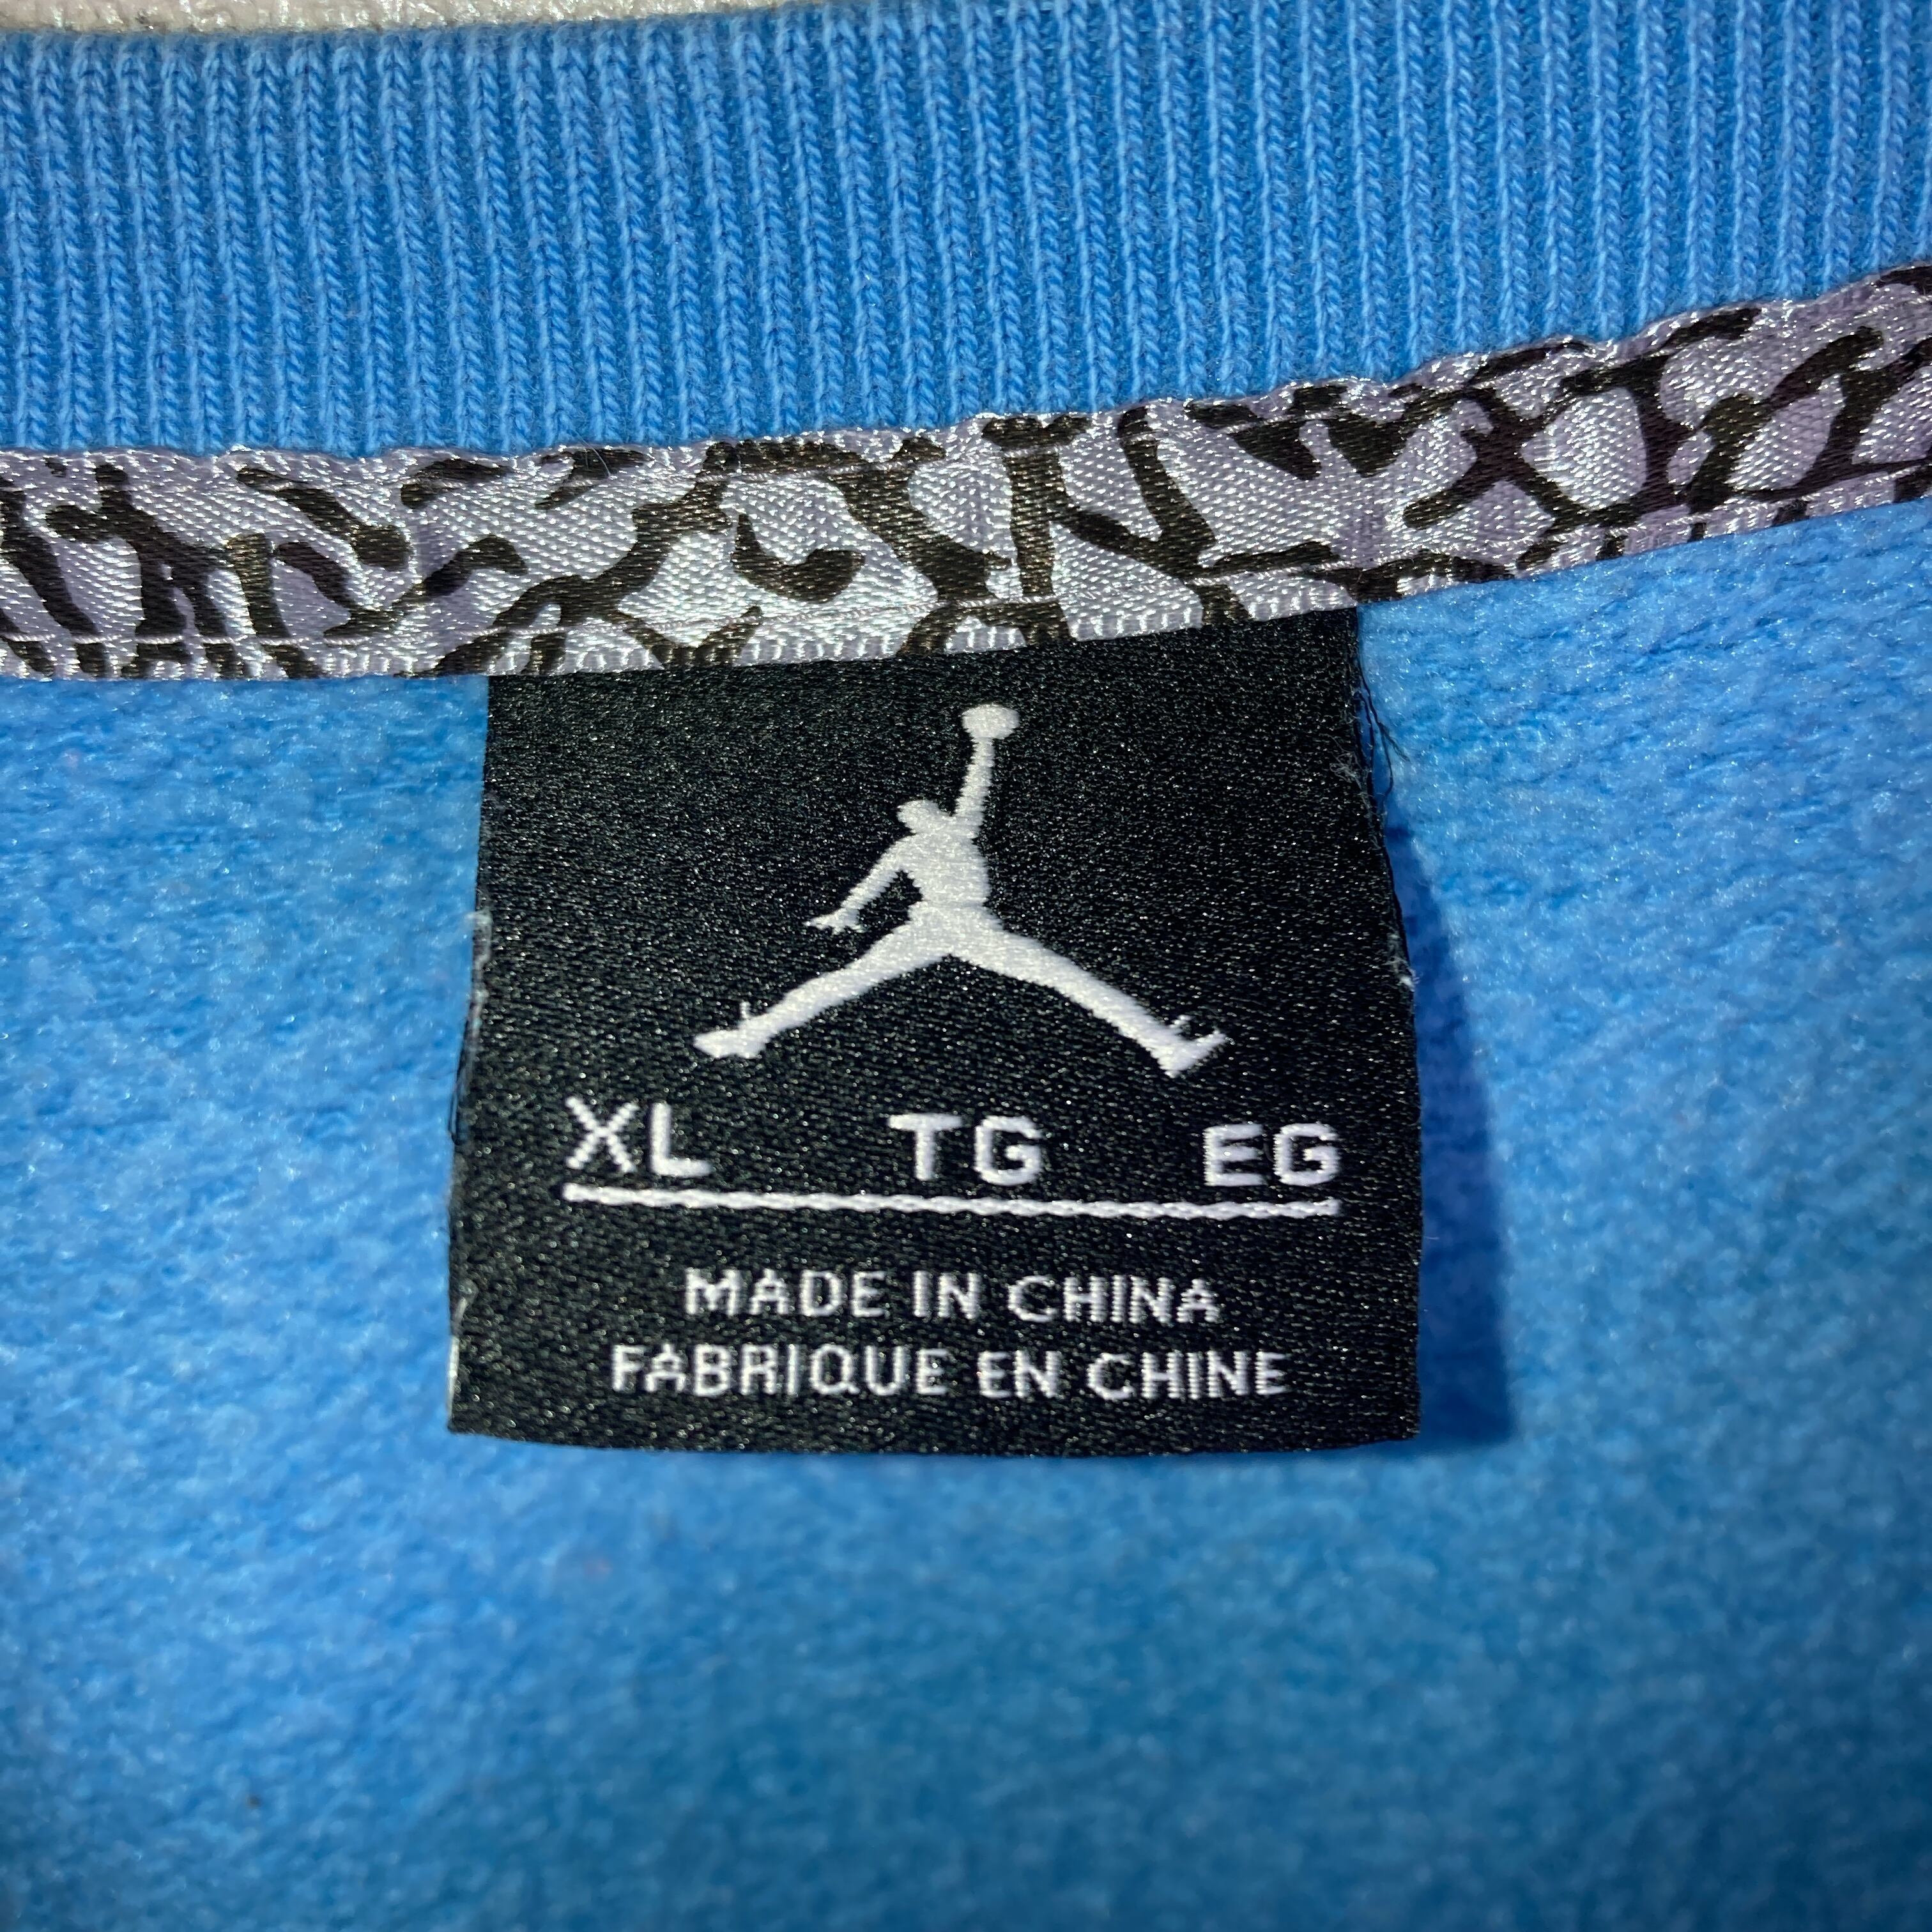 XL TG EG
MADE IN CHINA
FABRIQUE EN CHINE